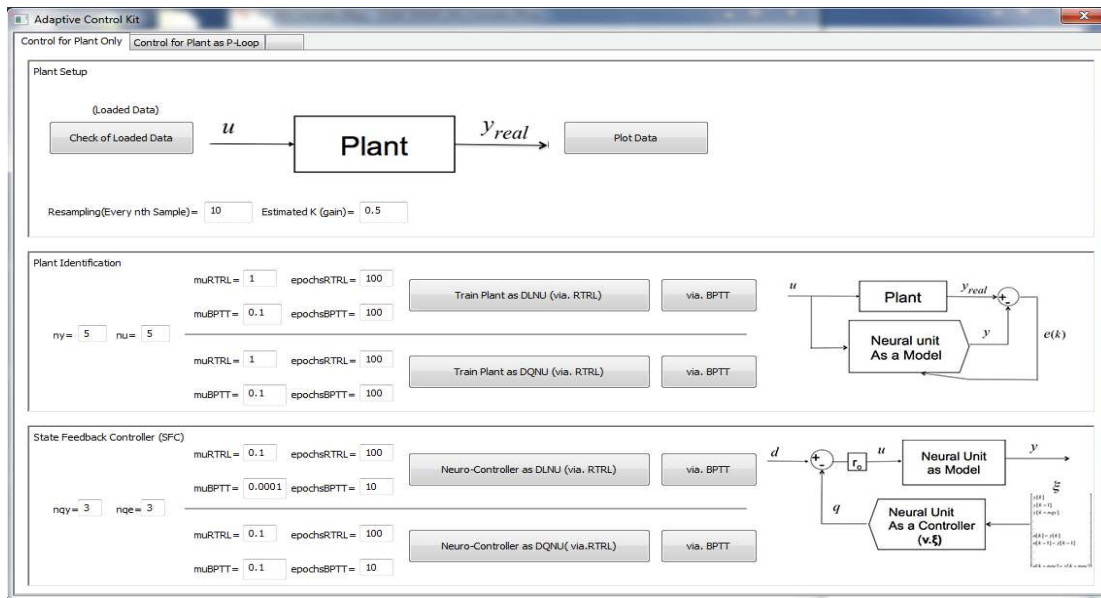 Adaptive Control Kit
Control for Plant Only
Control for Plant as P-Loop
Plant Setup
(Loaded Data)
Check of Loaded Data
u
Plant
y_real
Plot Data
Resampling(Every nth Sample)= 10
Estimated K (gain)= 0.5
Plant Identification
ny= 5 nu= 5
muRTRL= 1 epochsRTRL= 100
muBPTT= 0.1 epochsBPTT= 100
Train Plant as DLNU (via. RTRL)
via. BPTT
muRTRL= 1 epochsRTRL= 100
muBPTT= 0.1 epochsBPTT= 100
Train Plant as DQNU (via. RTRL)
via. BPTT
u
Plant
y_real
+
-
Neural unit
As a Model
y
e(k)
State Feedback Controller (SFC)
nqy= 3 nqe= 3
muRTRL= 0.1 epochsRTRL= 100
muBPTT= 0.0001 epochsBPTT= 10
Neuro-Controller as DLNU (via. RTRL)
via. BPTT
muRTRL= 0.1 epochsRTRL= 100
muBPTT= 0.1 epochsBPTT= 10
Neuro-Controller as DQNU( via.RTRL)
via. BPTT
d
+
-
r_o
u
Neural Unit
as Model
y
q
Neural Unit
As a Controller
(v.ξ)
ξ
y[k]
y[k-1]